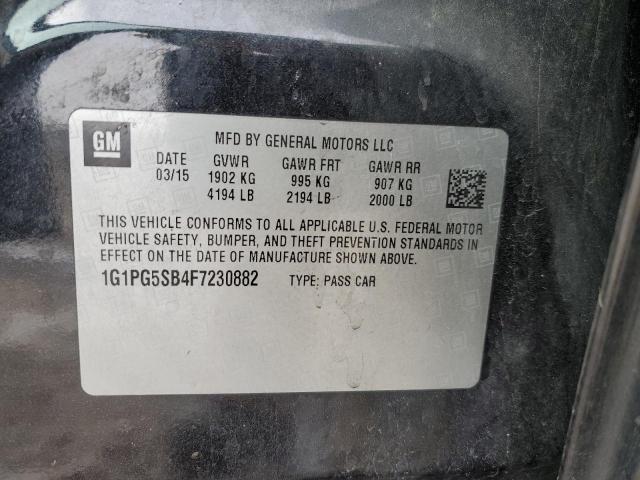 GM
MFD BY GENERAL MOTORS LLC
DATE GVWR GAWR FRT GAWR RR
03/15 1902 KG 995 KG 907 KG
4194 LB 2194 LB 2000 LB
THIS VEHICLE CONFORMS TO ALL APPLICABLE U.S. FEDERAL MOTOR
VEHICLE SAFETY, BUMPER, AND THEFT PREVENTION STANDARDS IN
EFFECT ON THE DATE OF MANUFACTURE SHOWN ABOVE.
1G1PG5SB4F7230882 TYPE: PASS CAR